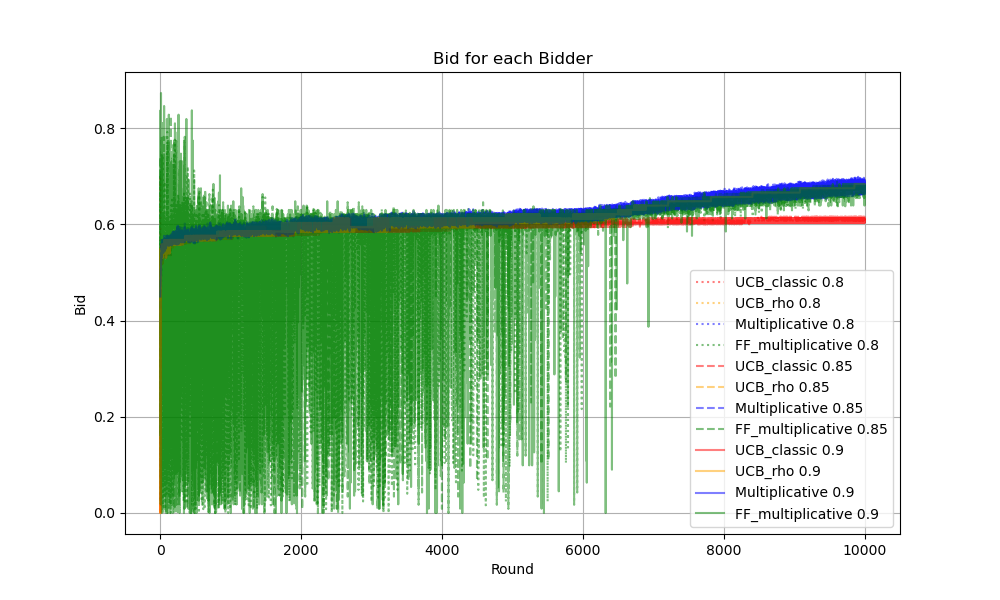 Bid for each Bidder
Bid
0.8
0.6
0.4
0.2
0.0
UCB_classic 0.8
UCB_rho 0.8
Multiplicative 0.8
FF_multiplicative 0.8
UCB_classic 0.85
UCB_rho 0.85
Multiplicative 0.85
FF_multiplicative 0.85
UCB_classic 0.9
UCB_rho 0.9
Multiplicative 0.9
FF_multiplicative 0.9
0 2000 4000 6000 8000 10000
Round